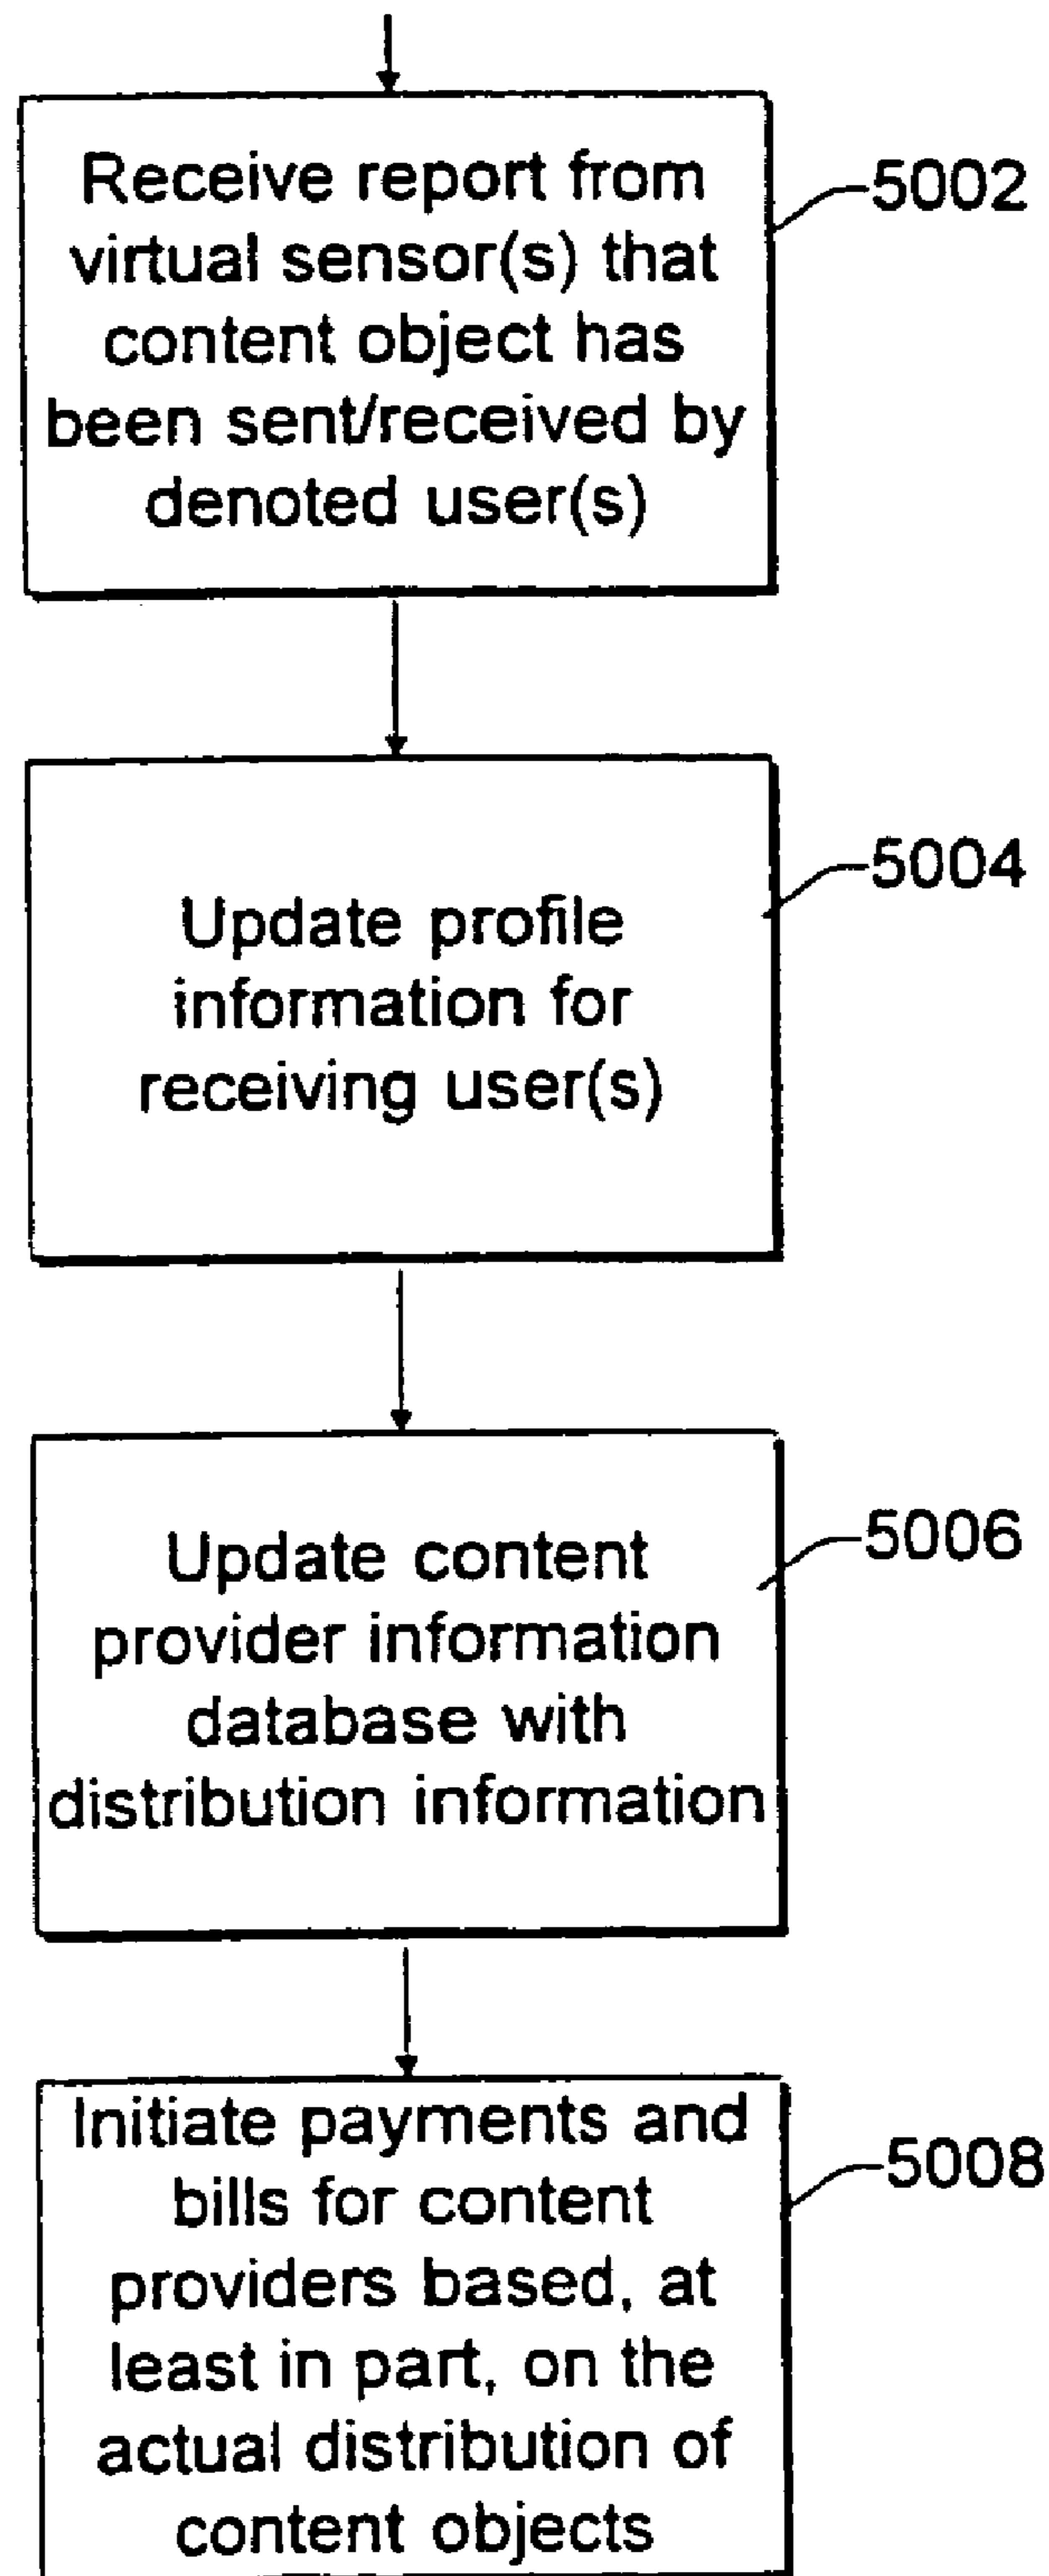 Receive report from
virtual sensor(s) that
content object has
been sent/received by
denoted user(s)
5002
Update profile
information for
receiving user(s)
5004
Update content
provider information
database with
distribution information
5006
Initiate payments and
bills for content
providers based, at
least in part, on the
actual distribution of
content objects
5008